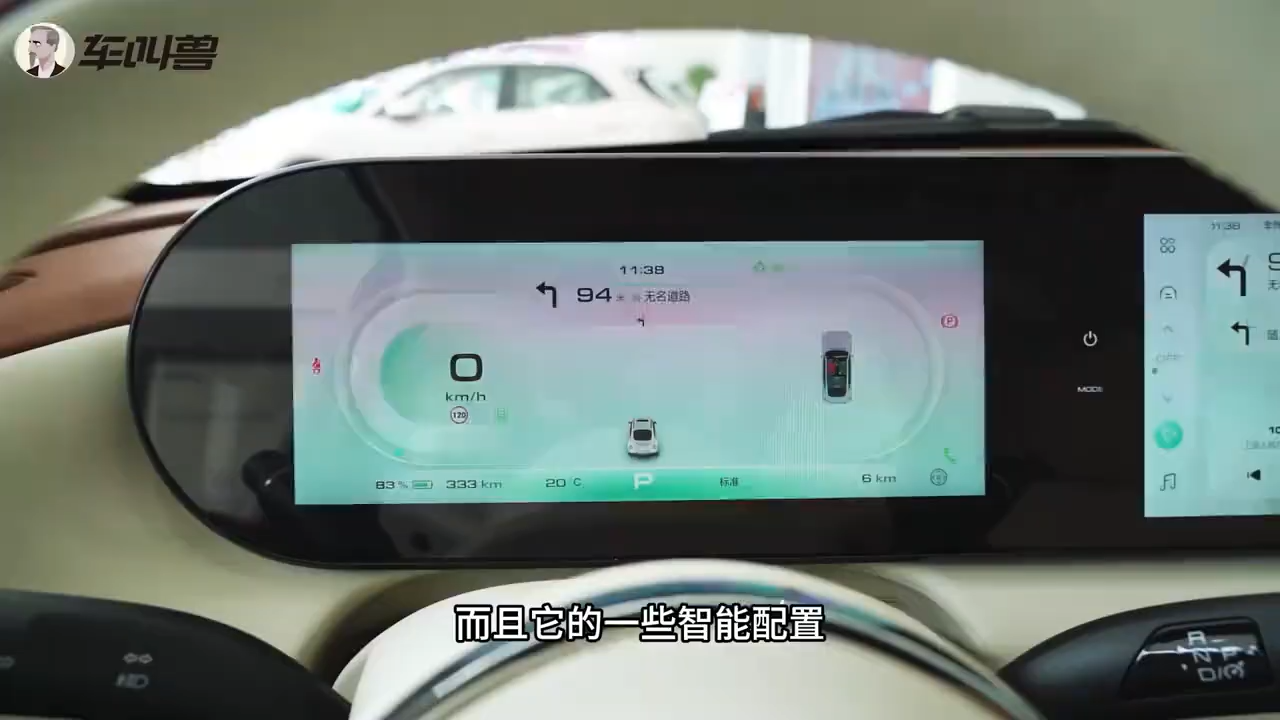 车叫兽
11:38
94 米 无名道路
0
km/h
120
P
83 %
333 km
20 °C
P
标准
6 km
MODE
11:38
OFF
而且它的一些智能配置
R
N P
D/